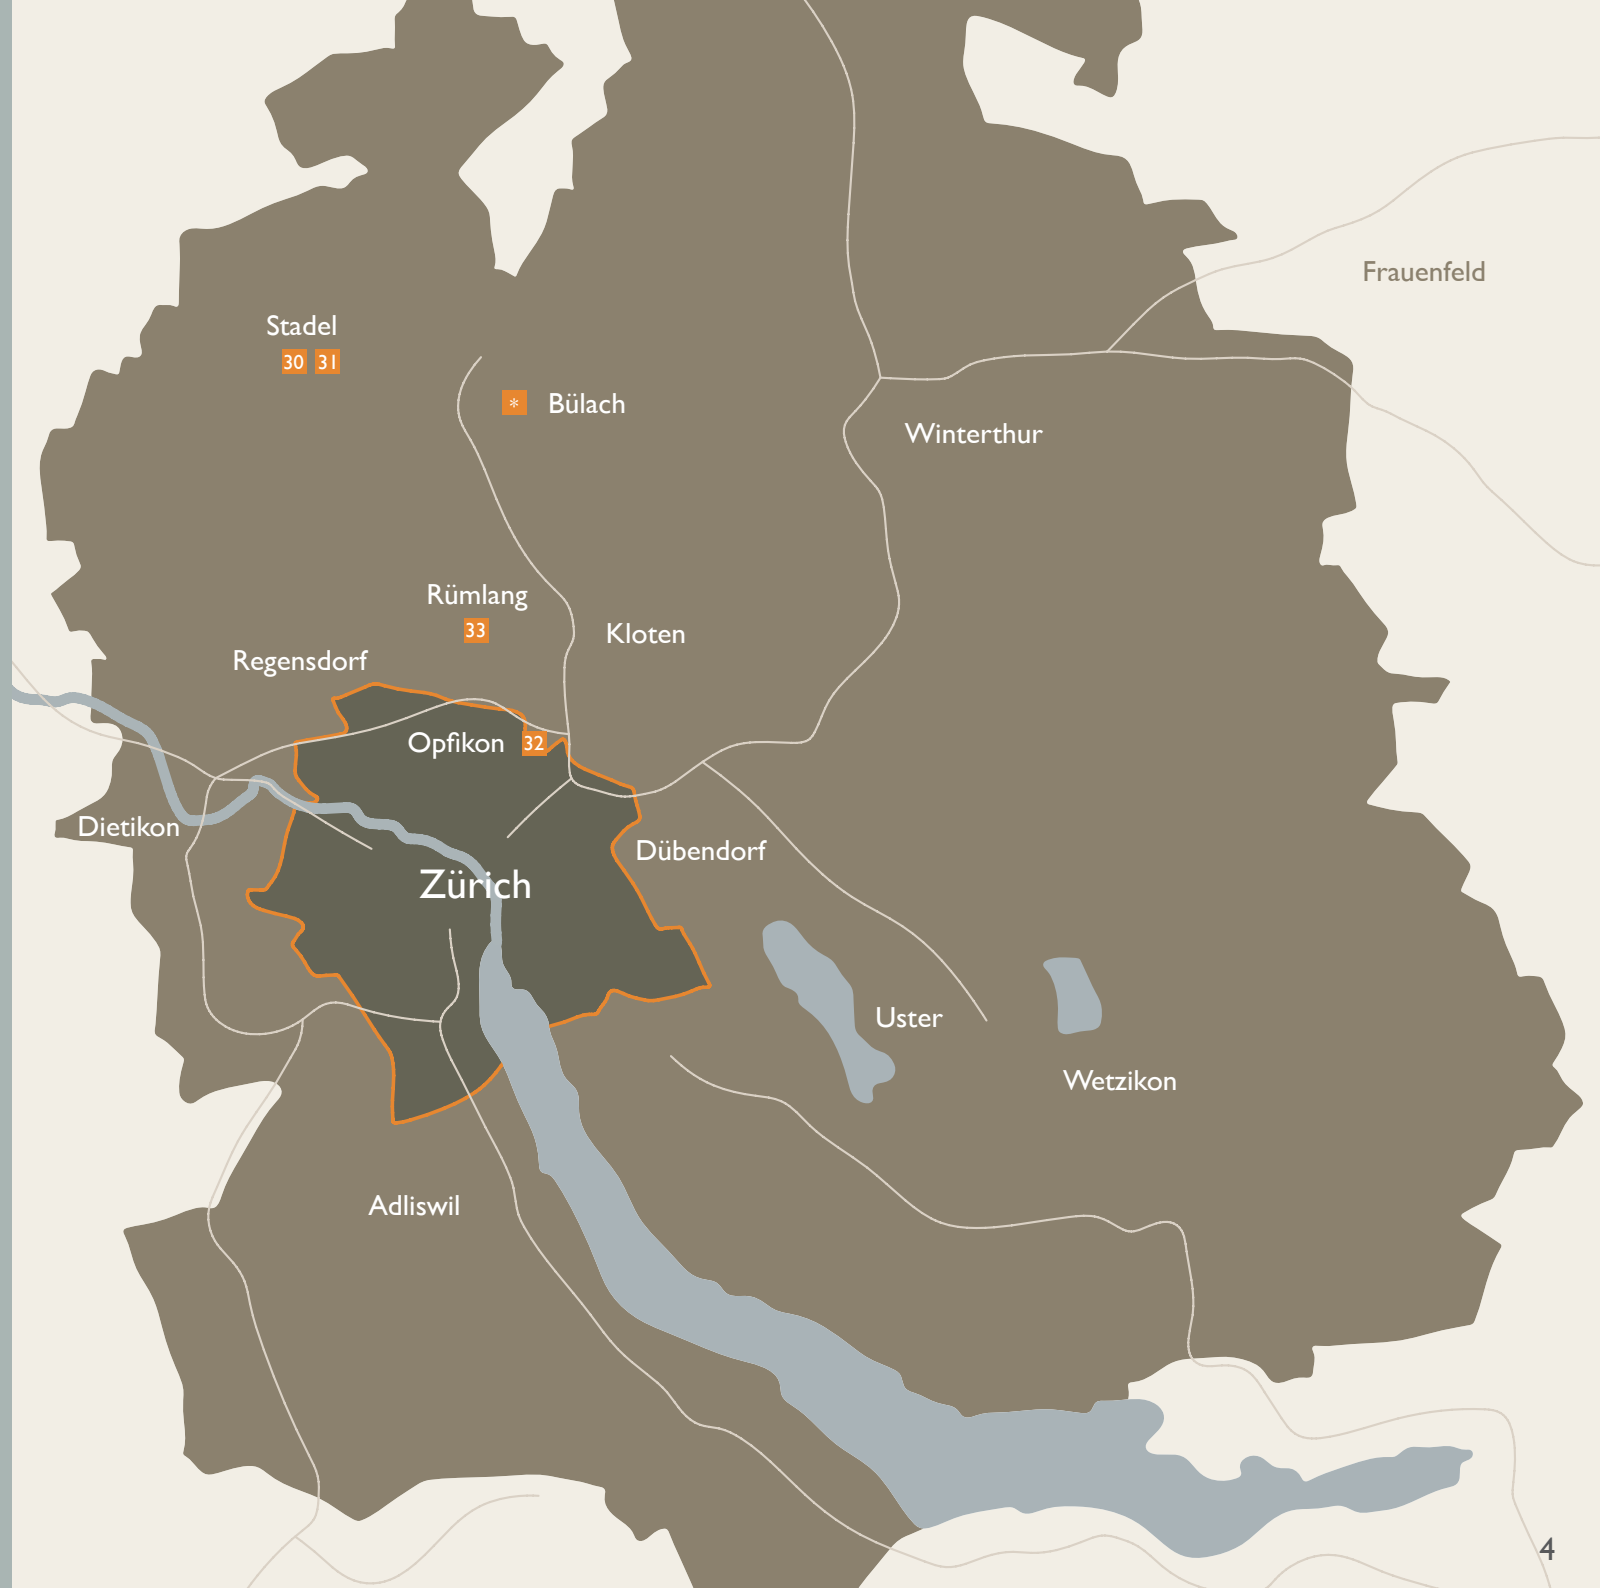 Frauenfeld
Stadel
30 31
* Bülach
Winterthur
Rümlang
33
Kloten
Regensdorf
Opfikon 32
Dietikon
Dübendorf
Zürich
Uster
Wetzikon
Adliswil
4